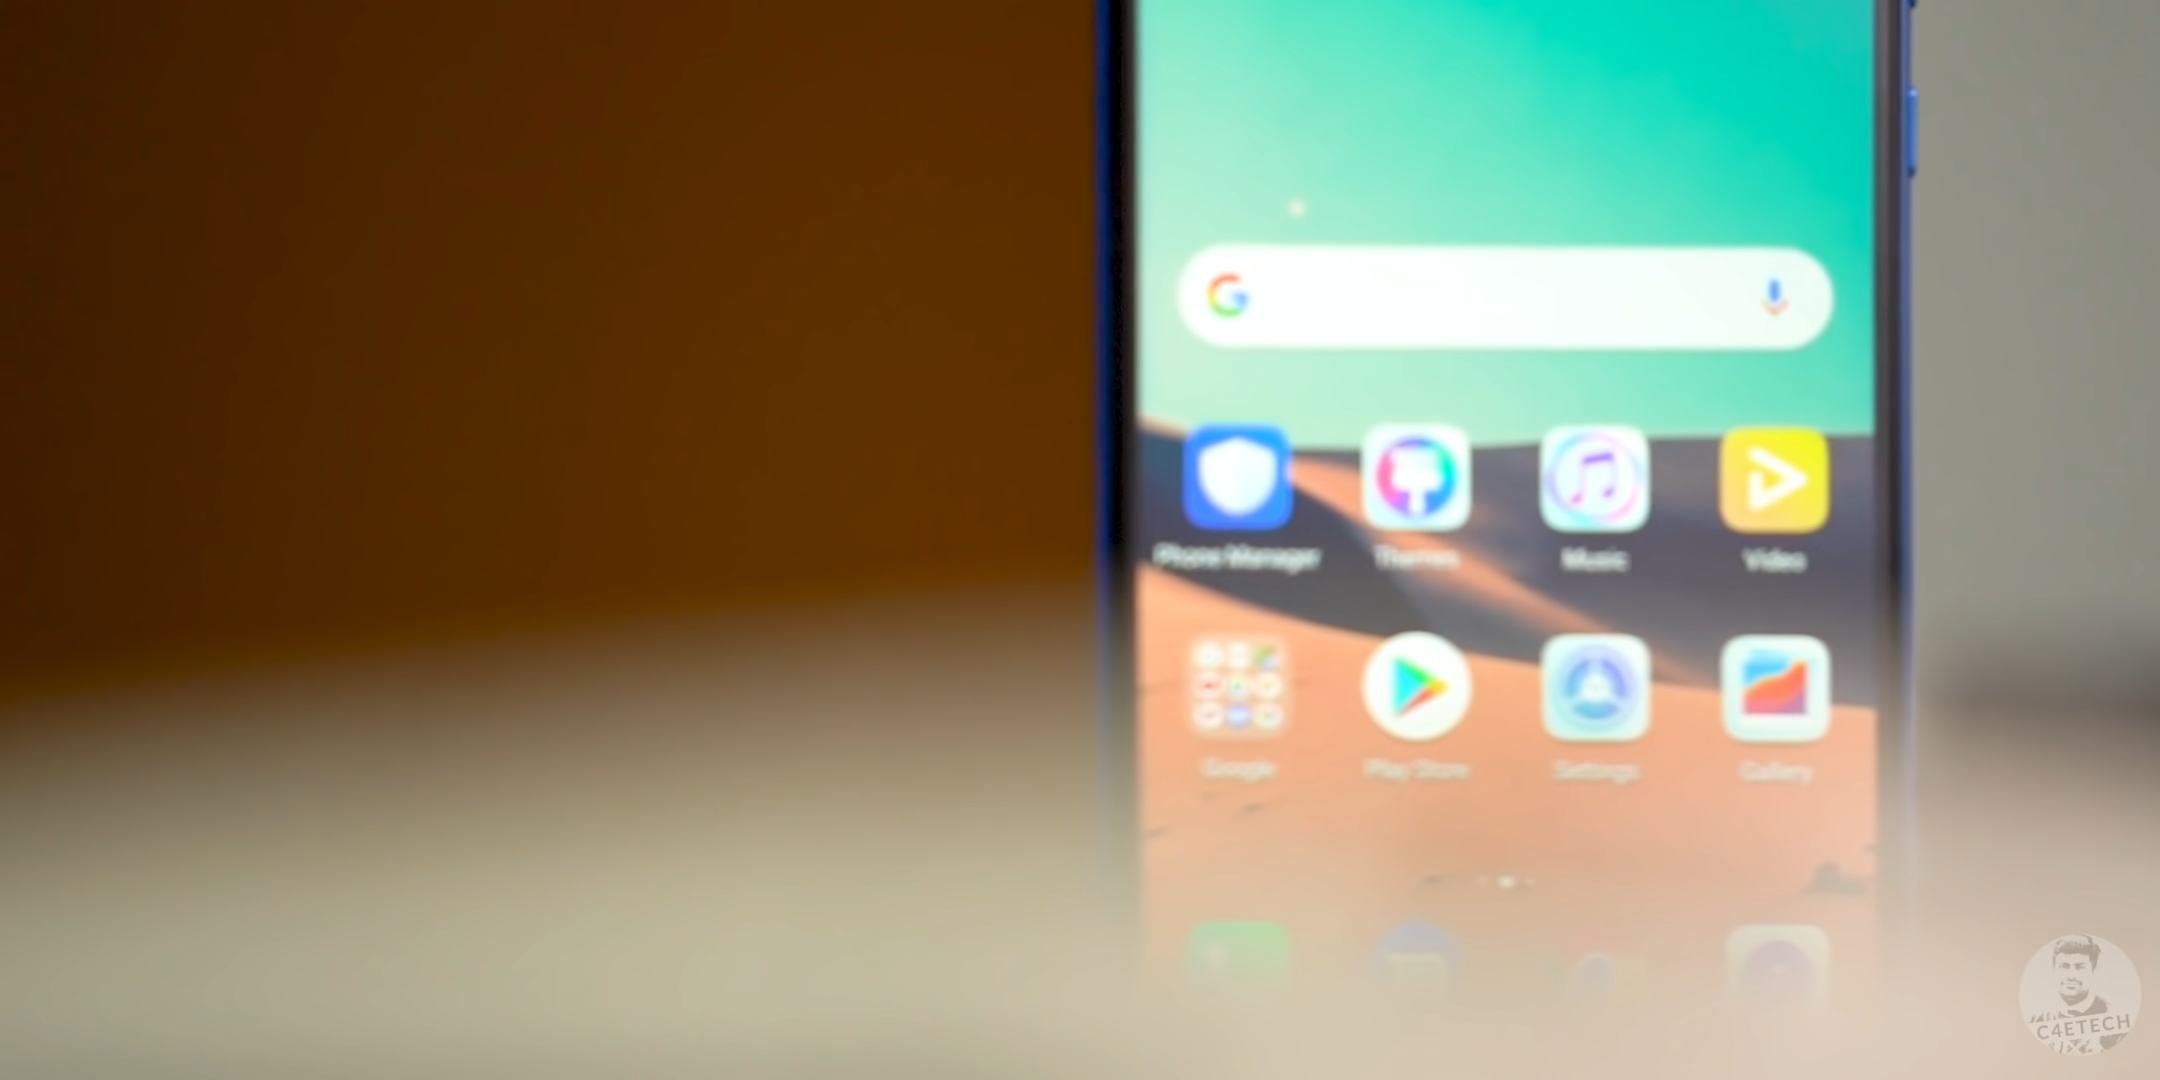 G
Phone Manager
Themes
Music
Video
Google
Play Store
Settings
Gallery
C4ETECH